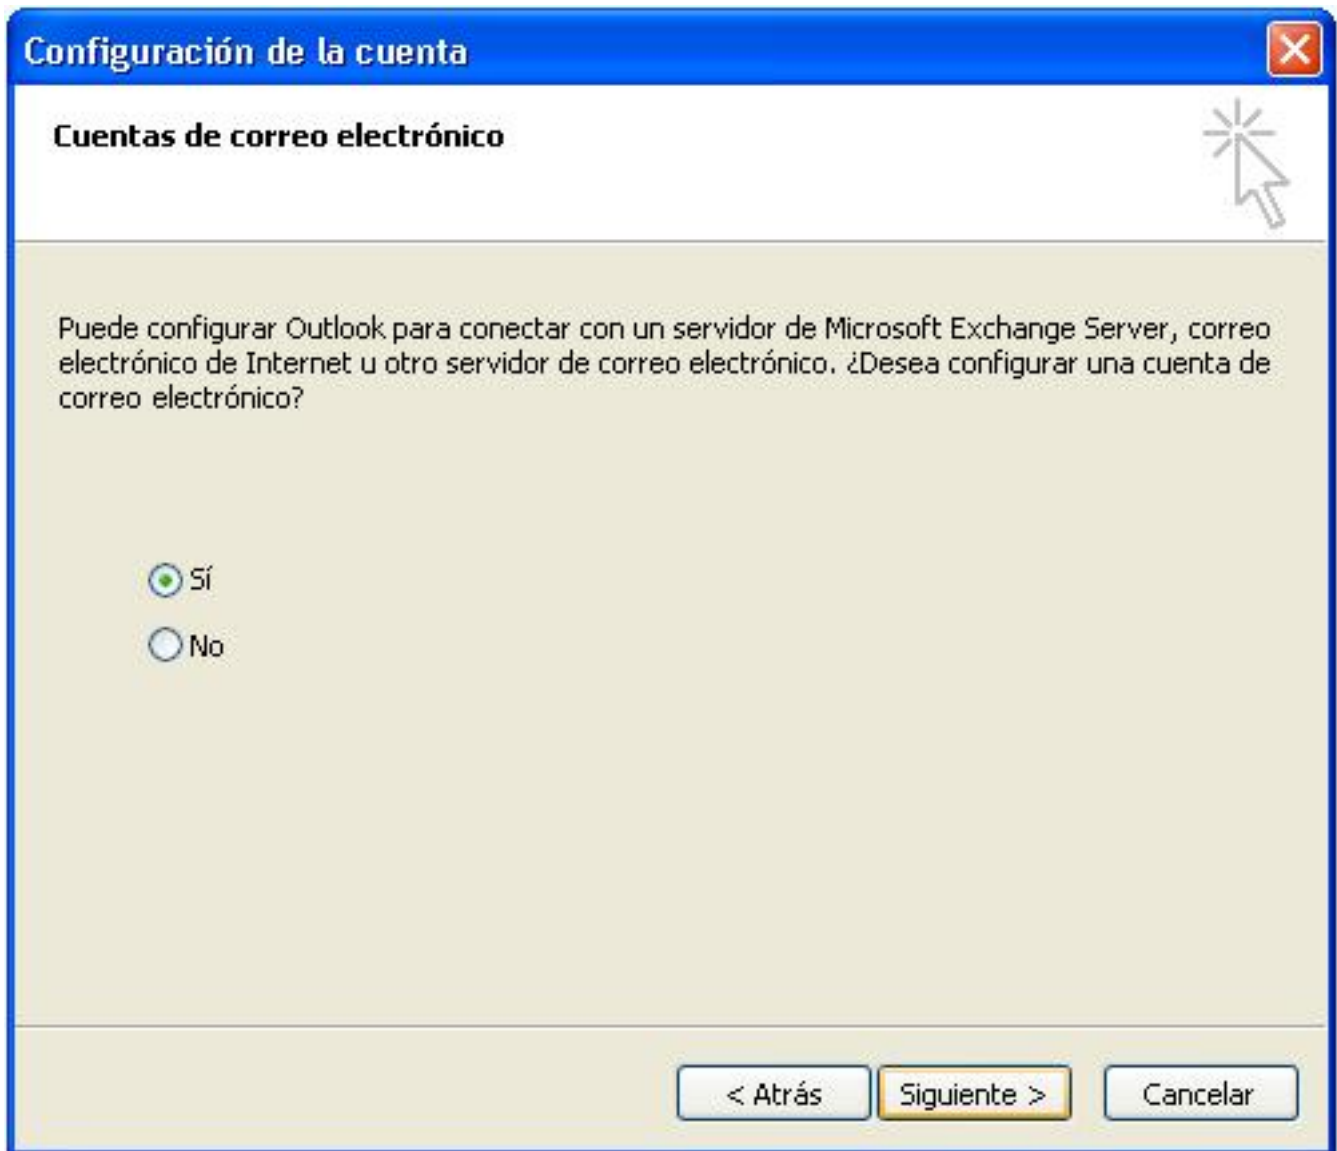 Configuración de la cuenta
Cuentas de correo electrónico
Puede configurar Outlook para conectar con un servidor de Microsoft Exchange Server, correo
electrónico de Internet u otro servidor de correo electrónico. ¿Desea configurar una cuenta de
correo electrónico?
Sí
No
< Atrás
Siguiente >
Cancelar